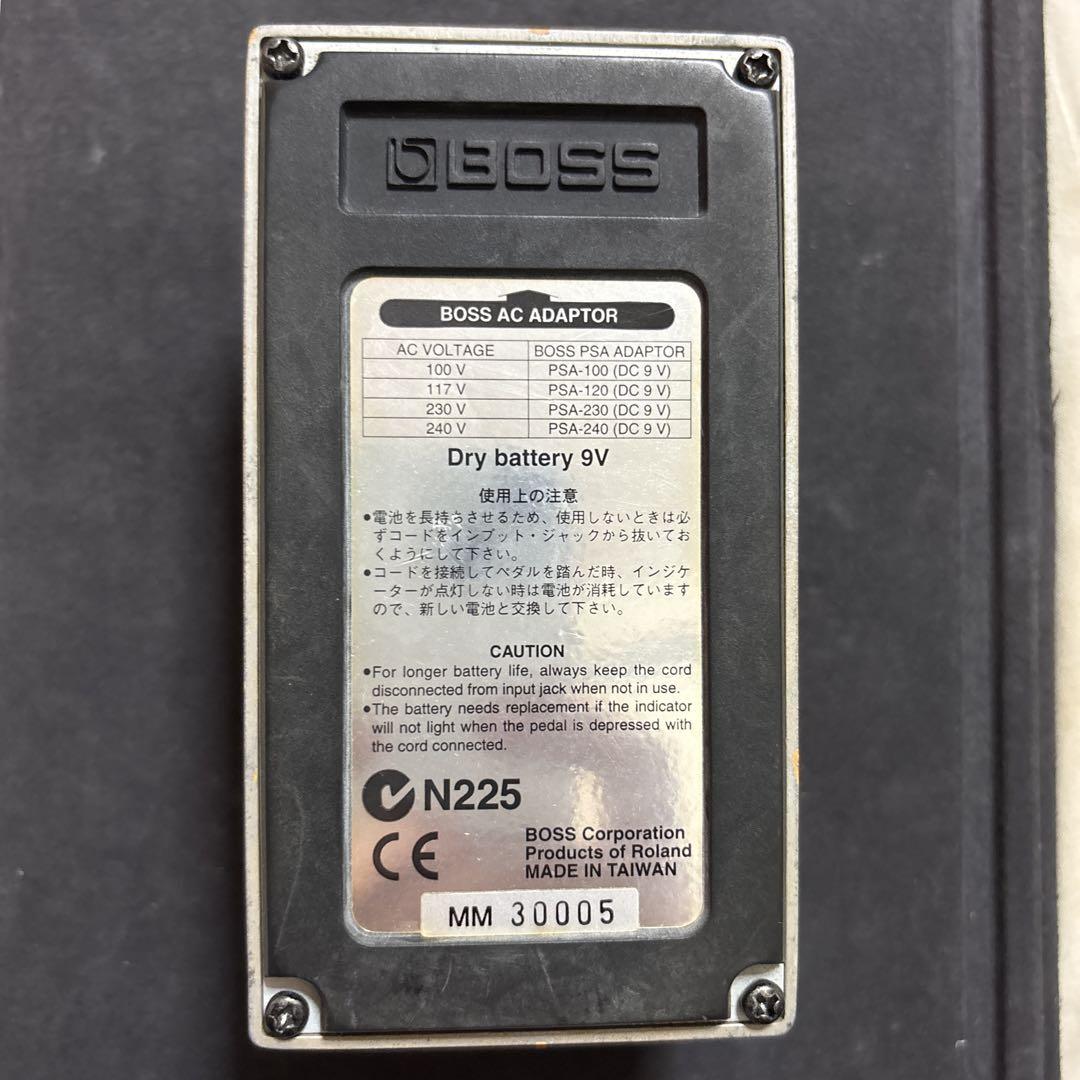 BOSS
BOSS AC ADAPTOR
AC VOLTAGE BOSS PSA ADAPTOR
100 V PSA-100 (DC 9 V)
117 V PSA-120 (DC 9 V)
230 V PSA-230 (DC 9 V)
240 V PSA-240 (DC 9 V)
Dry battery 9V
使用上の注意
●電池を長持ちさせるため、使用しないときは必
ずコードをインプット・ジャックから抜いてお
くようにして下さい。
●コードを接続してペダルを踏んだ時、インジケ
ーターが点灯しない時は電池が消耗しています
ので、新しい電池と交換して下さい。
CAUTION
●For longer battery life, always keep the cord
disconnected from input jack when not in use.
●The battery needs replacement if the indicator
will not light when the pedal is depressed with
the cord connected.
N225
CE
BOSS Corporation
Products of Roland
MADE IN TAIWAN
MM 30005